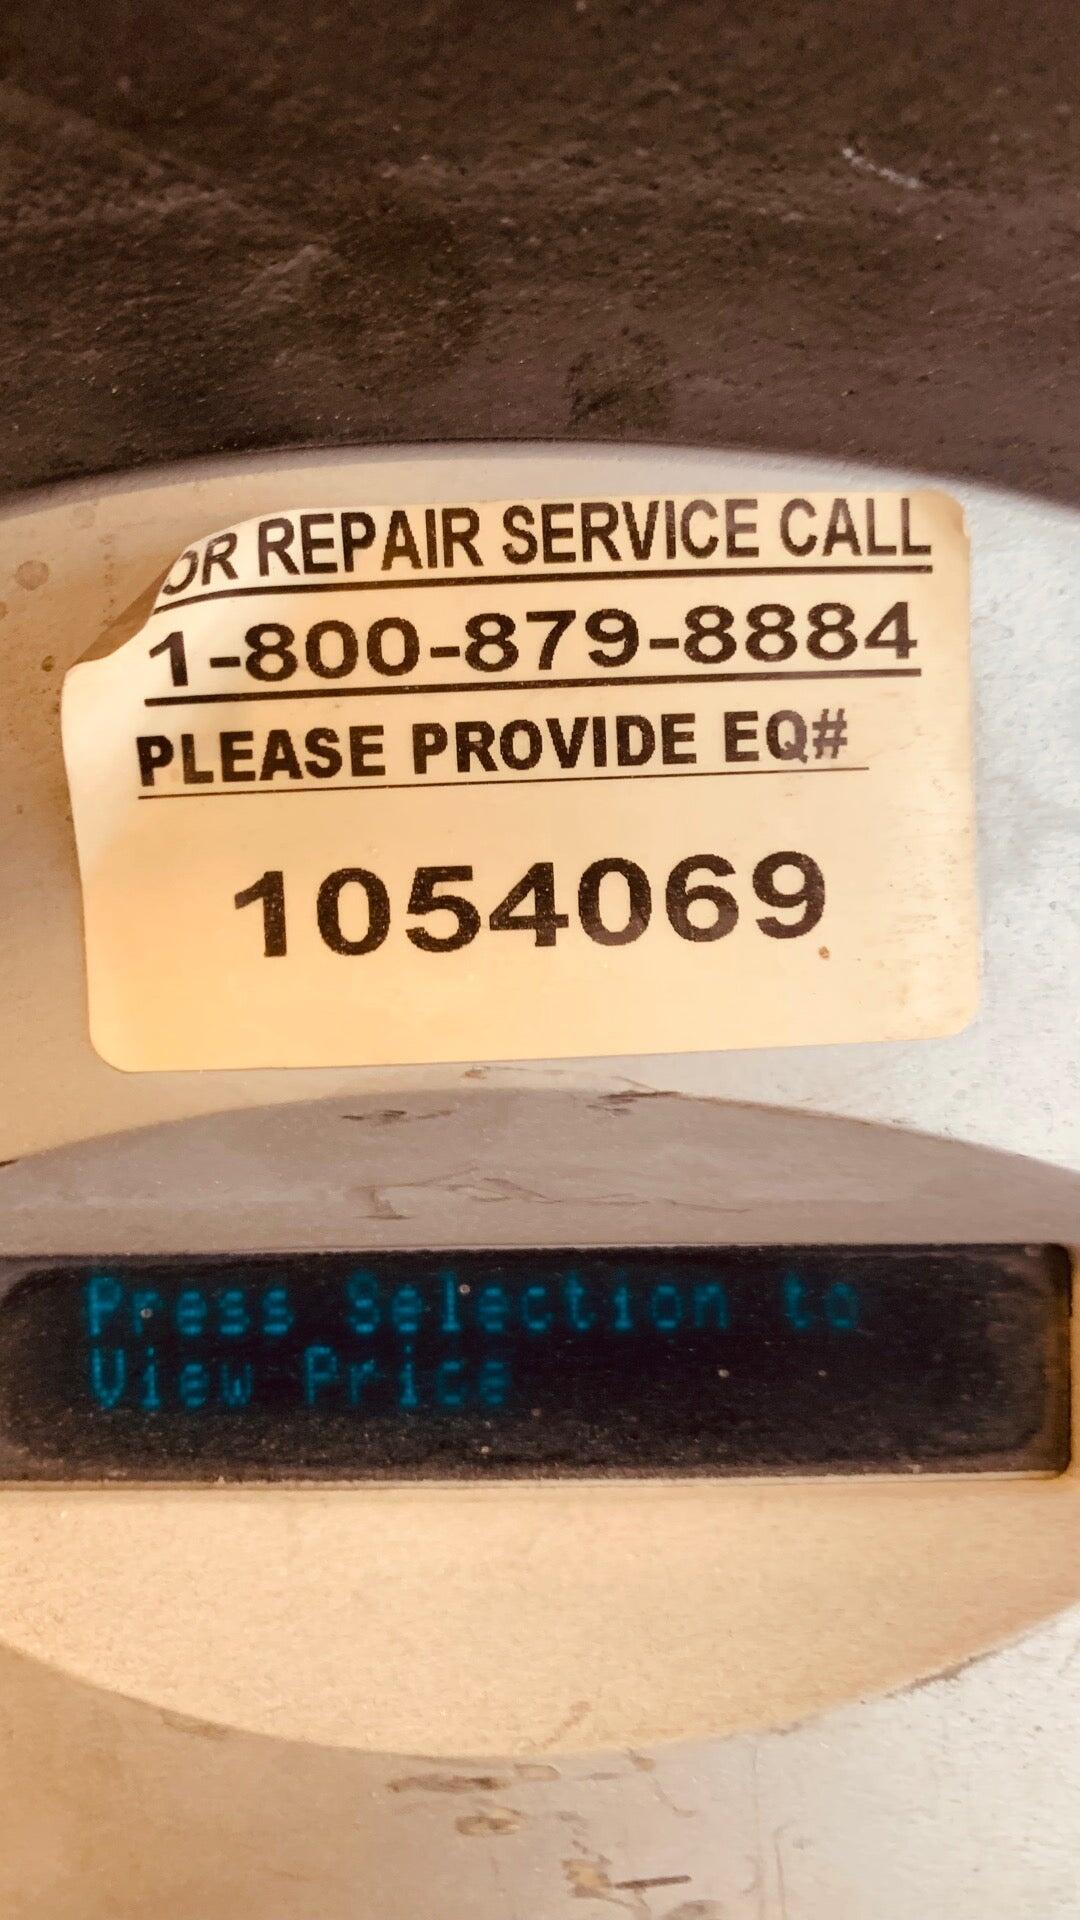 OR REPAIR SERVICE CALL
1-800-879-8884
PLEASE PROVIDE EQ#
1054069
Press Selection to
View Price